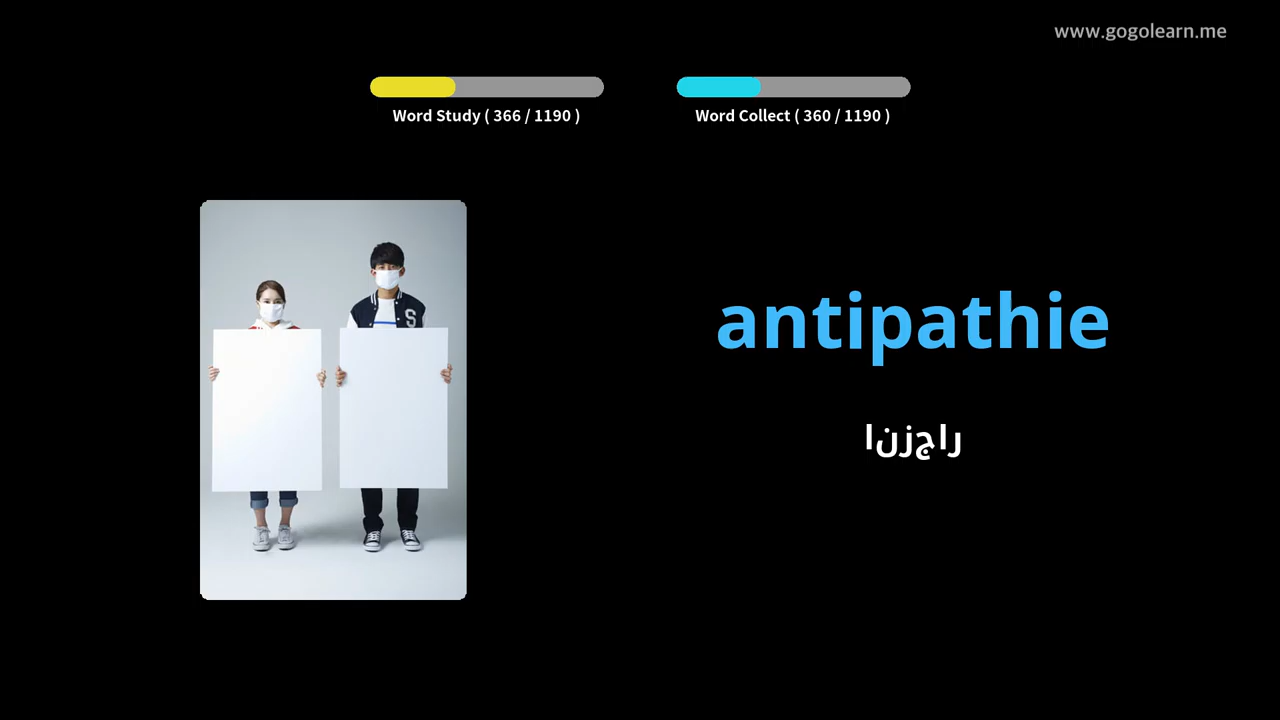 www.gogolearn.me
Word Study ( 366 / 1190 )
Word Collect ( 360 / 1190 )
antipathie
انزجار